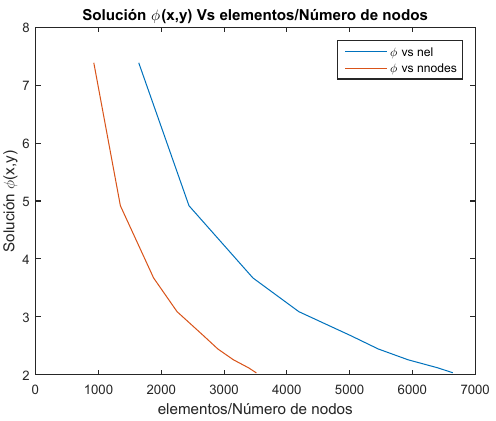 Solución ϕ(x,y) Vs elementos/Número de nodos
ϕ vs nel
ϕ vs nnodes
Solución ϕ(x,y)
8
7
6
5
4
3
2
0 1000 2000 3000 4000 5000 6000 7000
elementos/Número de nodos